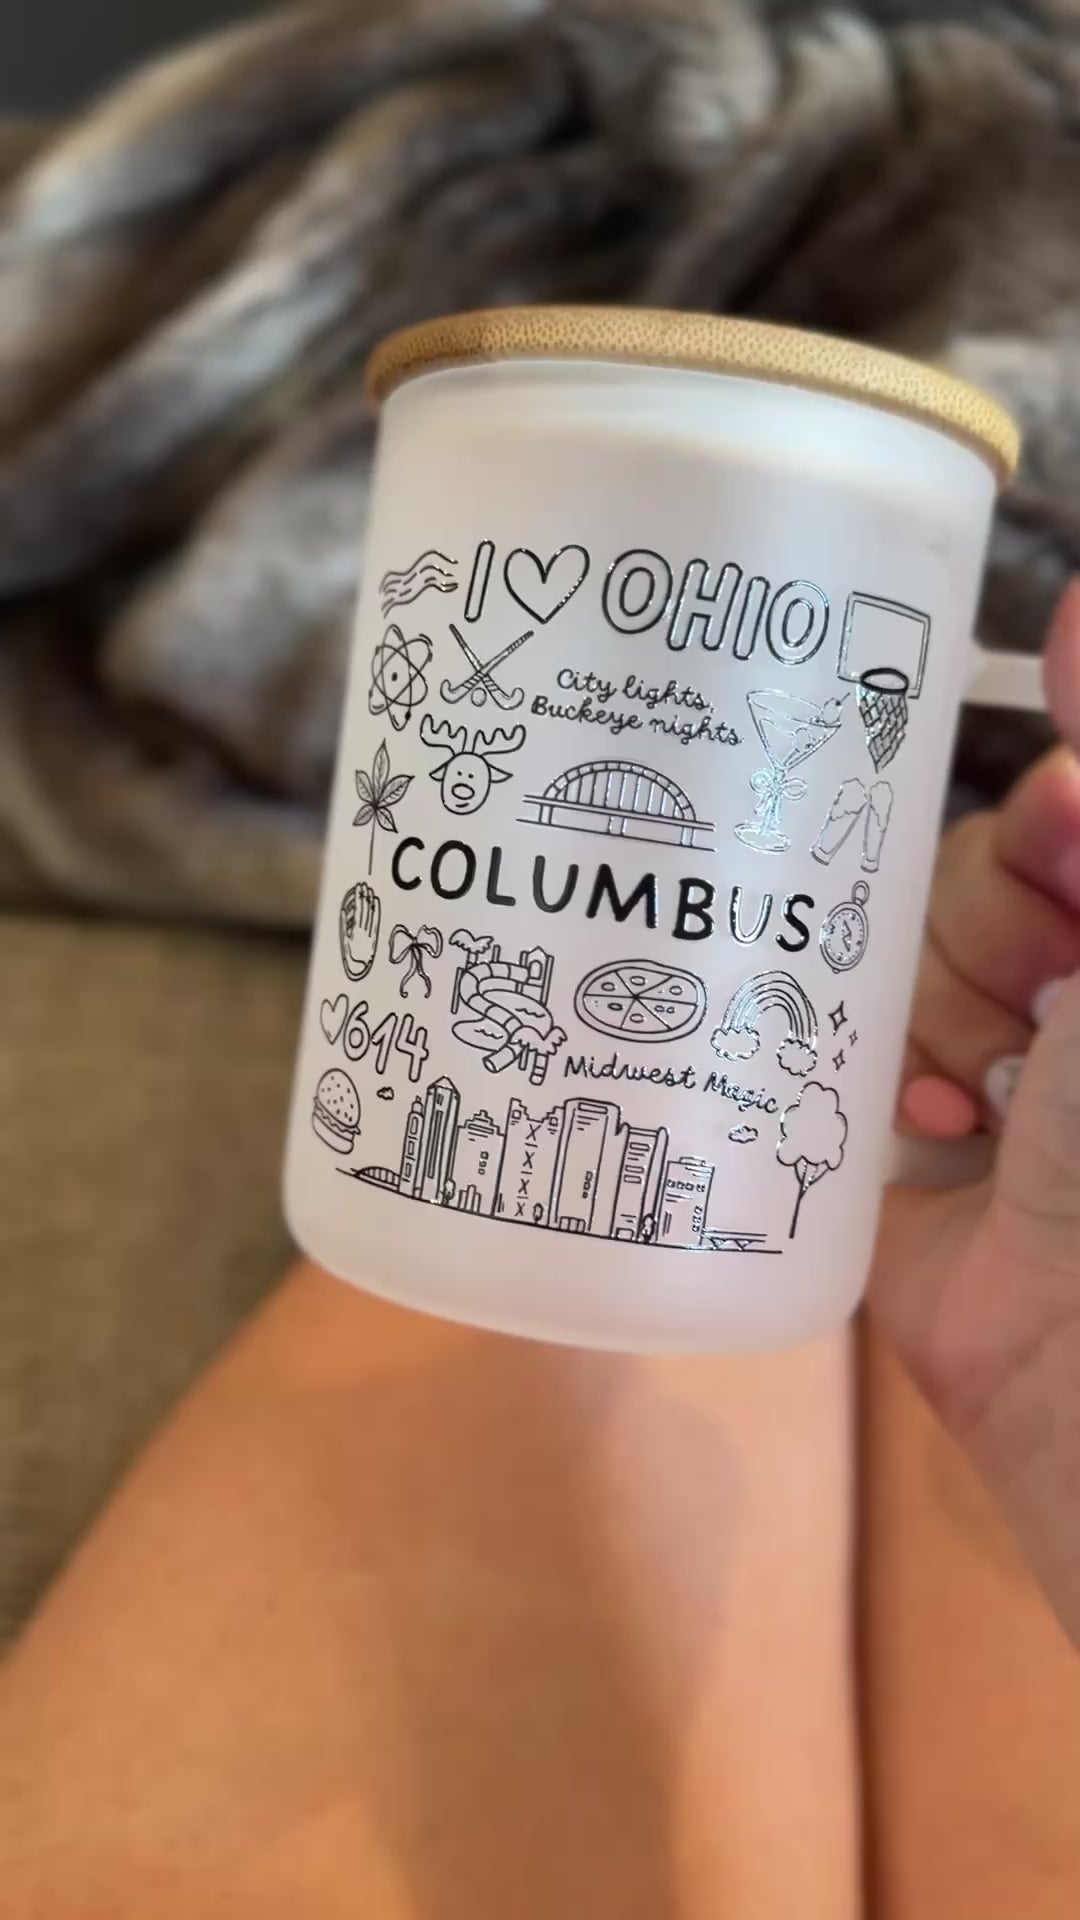 I ♡ OHIO
City lights,
Buckeye nights
COLUMBUS
♡614
Midwest Magic
X
X
X
X